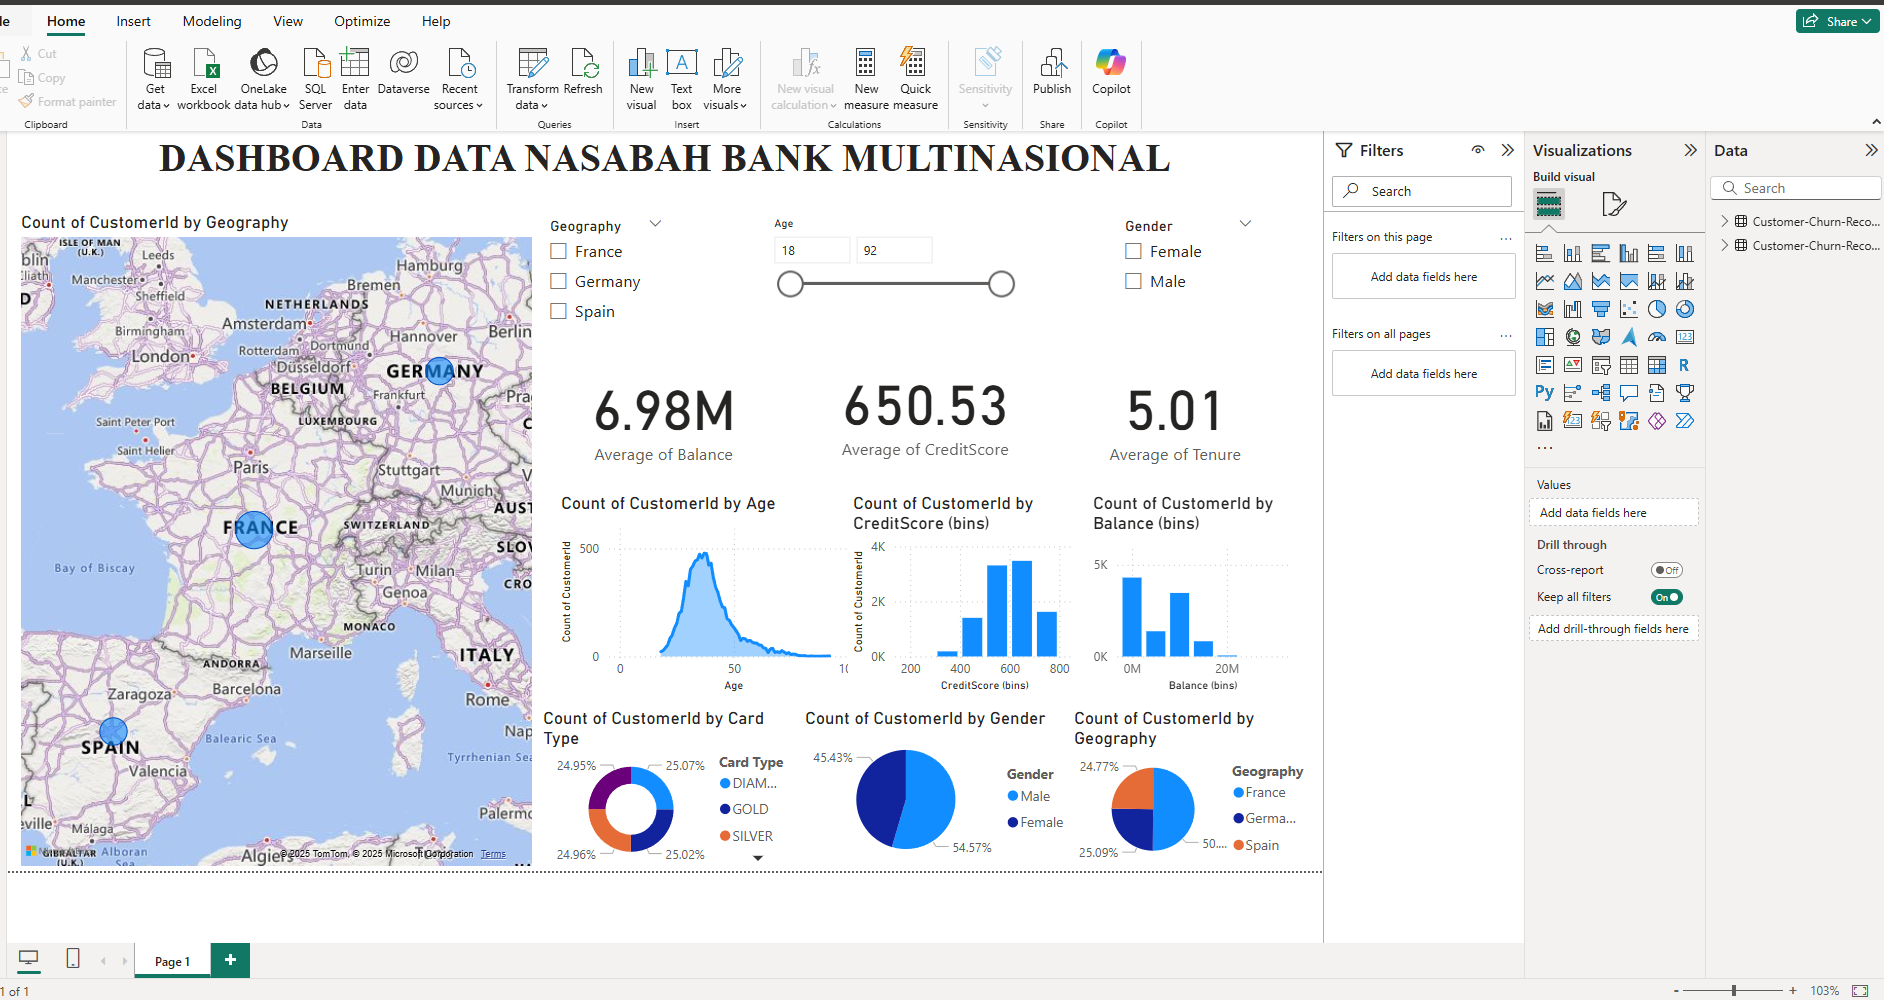 Home
Insert
Modeling
View
Optimize
Help
Share
Cut
Copy
Format painter
Clipboard
Get
data
Excel
workbook
OneLake
data hub
SQL
Server
Enter
data
Dataverse
Recent
sources
Data
Transform
data
Refresh
Queries
New
visual
A
Text
box
More
visuals
Insert
New visual
calculation
New
measure
Quick
measure
Calculations
Sensitivity
Sensitivity
Publish
Share
Copilot
Copilot
DASHBOARD DATA NASABAH BANK MULTINASIONAL
Count of CustomerId by Geography
ISLE OF MAN
(U.K.)
Leeds
Manchester
Sheffield
Birmingham
London
Hamburg
Bremen
NETHERLANDS
Amsterdam
Hannover
Berlin
Rotterdam
Dortmund
Düsseldorf
GERMANY
BELGIUM
Frankfurt
LUXEMBOURG
Saint Peter Port
Saint Helier
Paris
Stuttgart
Munich
FRANCE
SWITZERLAND
Bay of Biscay
Turin
Milan
Genoa
MONACO
Marseille
ITALY
ANDORRA
Zaragoza
Barcelona
Rome
SPAIN
Balearic Sea
Tyrrhenian Sea
Valencia
Málaga
GIBRALTAR
(U.K.)
Alboran
Sea
Algiers
© 2025 TomTom, © 2025 Microsoft Corporation
Terms
Geography
France
Germany
Spain
Age
18
92
Gender
Female
Male
6.98M
Average of Balance
650.53
Average of CreditScore
5.01
Average of Tenure
Count of CustomerId by Age
Count of CustomerId
500
0
0
50
Age
Count of CustomerId by
CreditScore (bins)
Count of CustomerId
4K
2K
0K
200
400
600
800
CreditScore (bins)
Count of CustomerId by
Balance (bins)
5K
0K
0M
20M
Balance (bins)
Count of CustomerId by Card
Type
24.95%
25.07%
24.96%
25.02%
Card Type
DIAM...
GOLD
SILVER
Count of CustomerId by Gender
45.43%
54.57%
Gender
Male
Female
Count of CustomerId by
Geography
24.77%
25.09%
50....
Geography
France
Germa...
Spain
Filters
Search
Filters on this page
...
Add data fields here
Filters on all pages
...
Add data fields here
Visualizations
Build visual
123
R
Py
123
...
Values
Add data fields here
Drill through
Cross-report
Off
Keep all filters
On
Add drill-through fields here
Data
Search
Customer-Churn-Reco...
Customer-Churn-Reco...
Page 1
+
1 of 1
-
+
103%